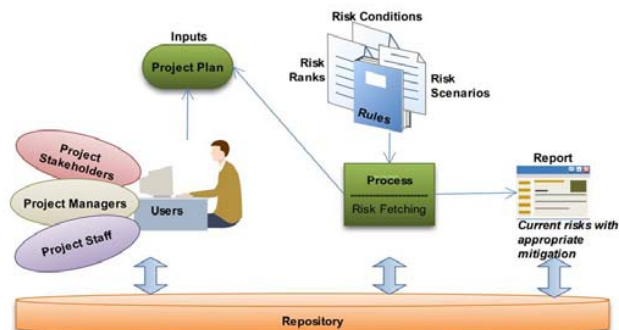 Inputs
Project Plan
Risk Conditions
Risk
Ranks
Risk
Scenarios
Rules
Project
Stakeholders
Project Managers
Project Staff
Users
Process
Risk Fetching
Report
Current risks with
appropriate
mitigation
Repository